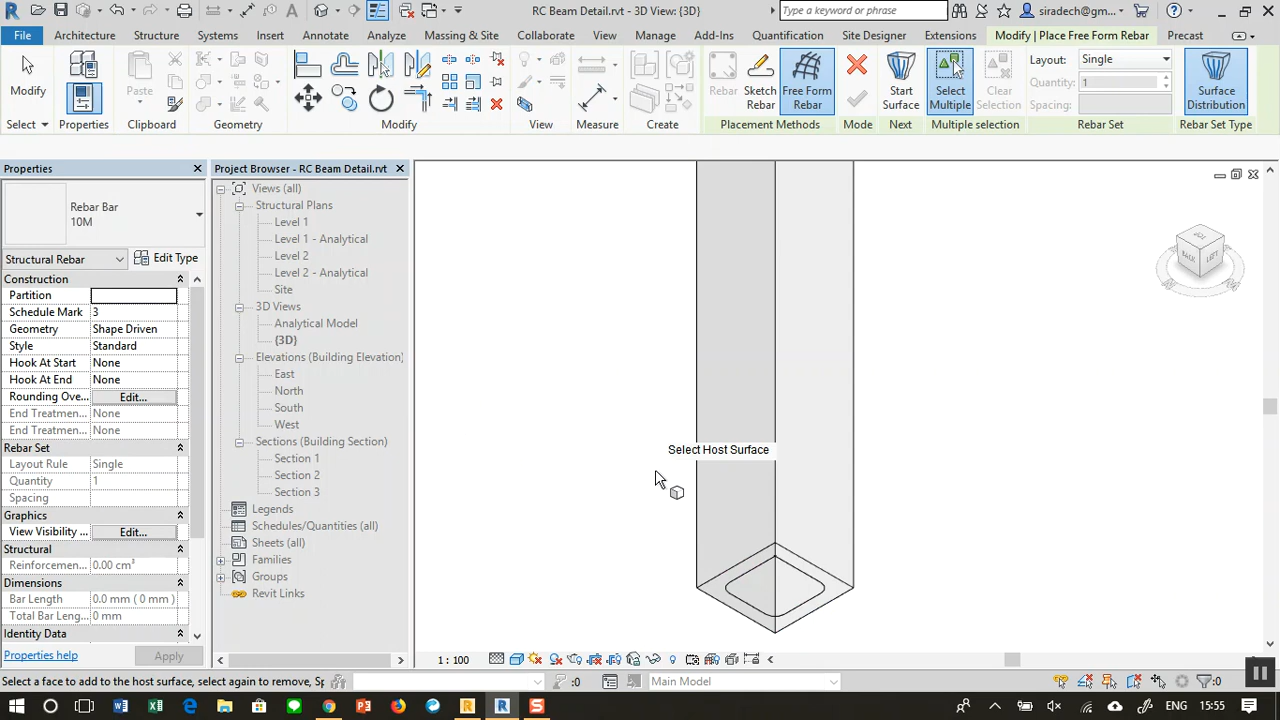 RC Beam Detail.rvt - 3D View: {3D}
Type a keyword or phrase
siradech@gm...
File
Architecture
Structure
Systems
Insert
Annotate
Analyze
Massing & Site
Collaborate
View
Manage
Add-Ins
Quantification
Site Designer
Extensions
Modify | Place Free Form Rebar
Precast
Modify
Paste
Rebar
Sketch Rebar
Free Form Rebar
Start Surface
Select Multiple
Clear Selection
Layout:
Single
Quantity:
1
Spacing:
Surface Distribution
Select
Properties
Clipboard
Geometry
Modify
View
Measure
Create
Placement Methods
Mode
Next
Multiple selection
Rebar Set
Rebar Set Type
Properties
Rebar Bar
10M
Structural Rebar
Edit Type
Construction
Partition
Schedule Mark 3
Geometry Shape Driven
Style Standard
Hook At Start None
Hook At End None
Rounding Ove... Edit...
End Treatmen... None
End Treatmen... None
Rebar Set
Layout Rule Single
Quantity 1
Spacing
Graphics
View Visibility ... Edit...
Structural
Reinforcemen... 0.00 cm³
Dimensions
Bar Length 0.0 mm ( 0 mm )
Total Bar Leng... 0 mm
Identity Data
Properties help
Apply
Project Browser - RC Beam Detail.rvt
Views (all)
Structural Plans
Level 1
Level 1 - Analytical
Level 2
Level 2 - Analytical
Site
3D Views
Analytical Model
{3D}
Elevations (Building Elevation)
East
North
South
West
Sections (Building Section)
Section 1
Section 2
Section 3
Legends
Schedules/Quantities (all)
Sheets (all)
Families
Groups
Revit Links
BACK
LEFT
Select Host Surface
1 : 100
Select a face to add to the host surface, select again to remove, Sp
:0
Main Model
:0
ENG
15:55